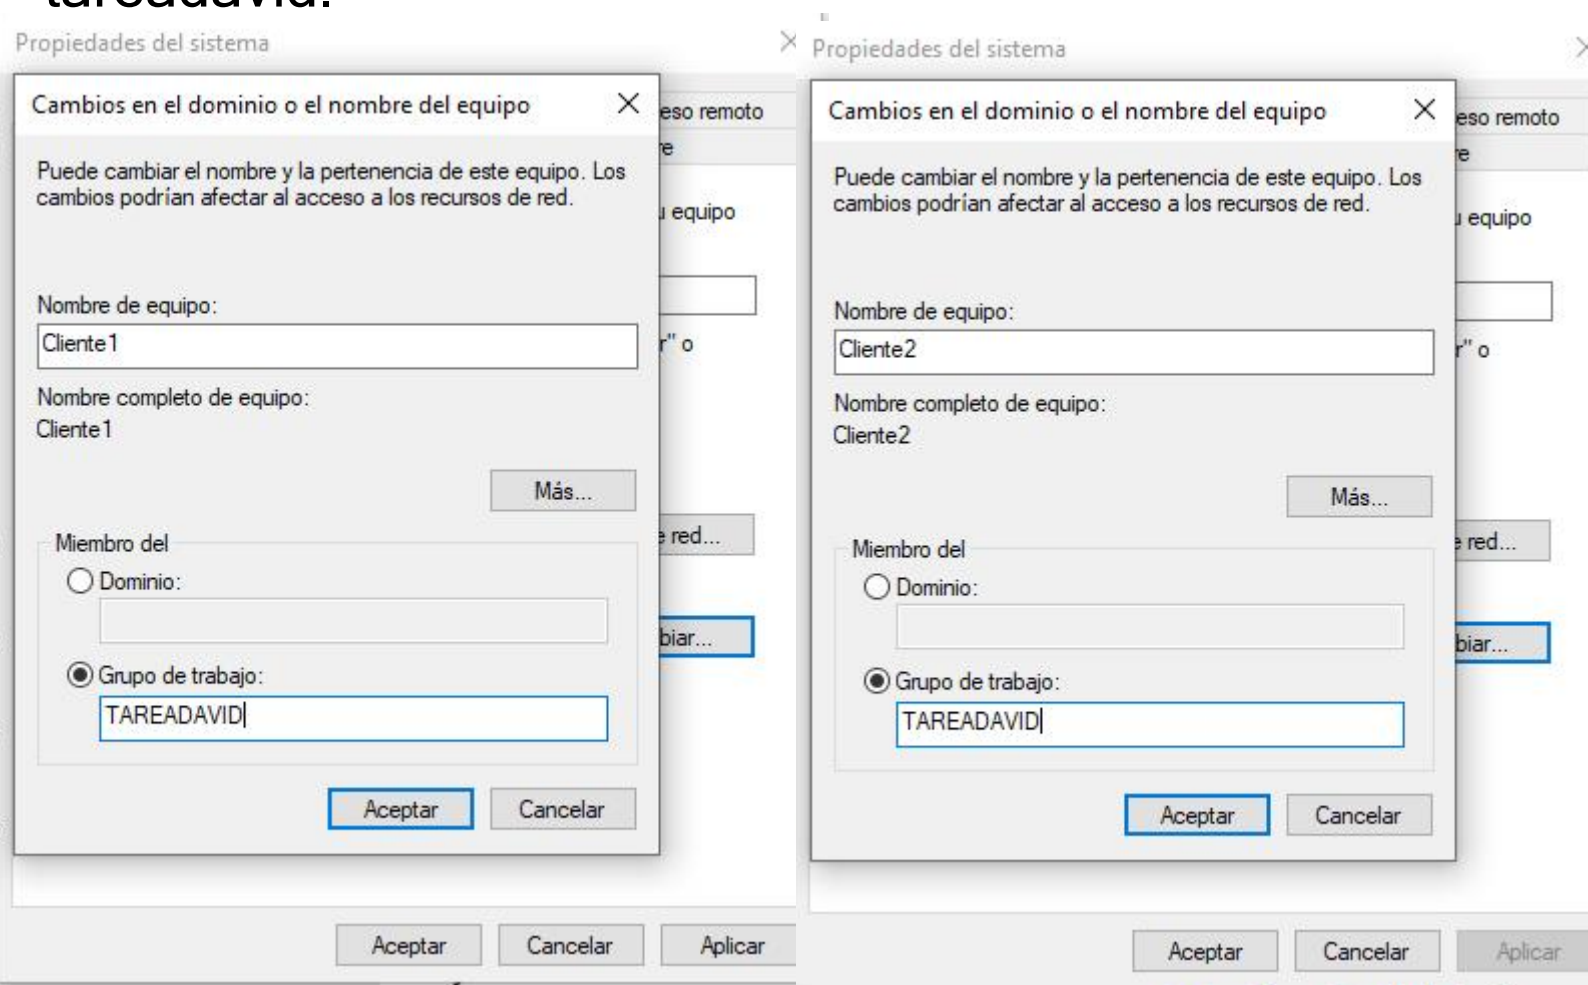 tareadavid.
Propiedades del sistema
Cambios en el dominio o el nombre del equipo
eso remoto
re
Puede cambiar el nombre y la pertenencia de este equipo. Los
cambios podrían afectar al acceso a los recursos de red.
u equipo
Nombre de equipo:
Cliente1
r" o
Nombre completo de equipo:
Cliente1
Más...
e red...
Miembro del
Dominio:
biar...
Grupo de trabajo:
TAREADAVID
Aceptar Cancelar
Aceptar Cancelar Aplicar
Propiedades del sistema
Cambios en el dominio o el nombre del equipo
eso remoto
re
Puede cambiar el nombre y la pertenencia de este equipo. Los
cambios podrían afectar al acceso a los recursos de red.
u equipo
Nombre de equipo:
Cliente2
r" o
Nombre completo de equipo:
Cliente2
Más...
e red...
Miembro del
Dominio:
biar...
Grupo de trabajo:
TAREADAVID
Aceptar Cancelar
Aceptar Cancelar Aplicar